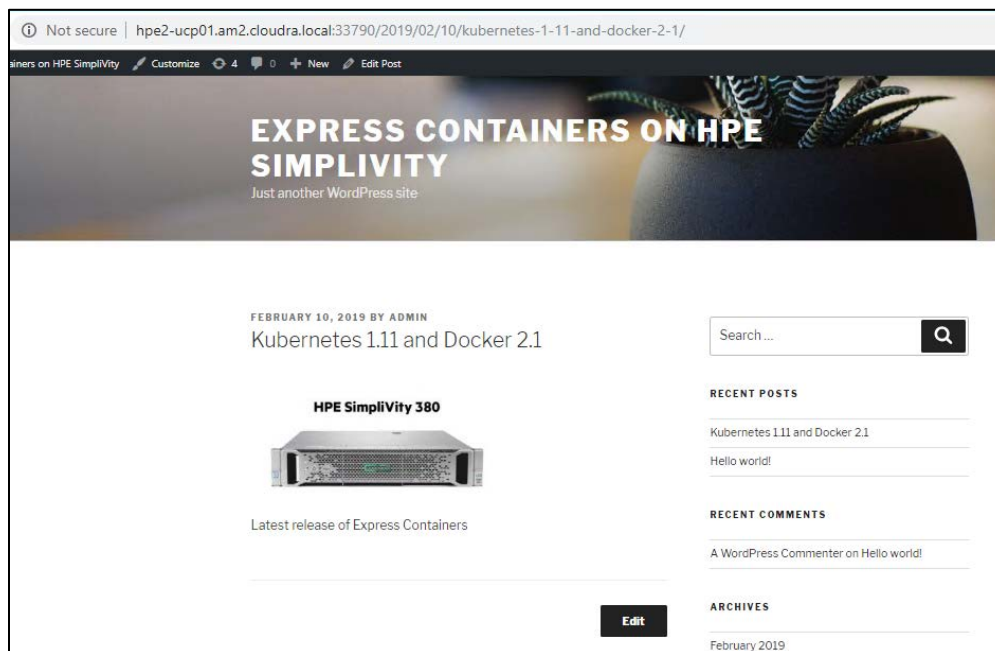 Not secure | hpe2-ucp01.am2.cloudra.local:33790/2019/02/10/kubernetes-1-11-and-docker-2-1/
iners on HPE SimpliVity Customize 4 0 New Edit Post
EXPRESS CONTAINERS ON HPE
SIMPLIVITY
Just another WordPress site
FEBRUARY 10, 2019 BY ADMIN
Kubernetes 1.11 and Docker 2.1
HPE SimpliVity 380
Latest release of Express Containers
Edit
Search ...
RECENT POSTS
Kubernetes 1.11 and Docker 2.1
Hello world!
RECENT COMMENTS
A WordPress Commenter on Hello world!
ARCHIVES
February 2019